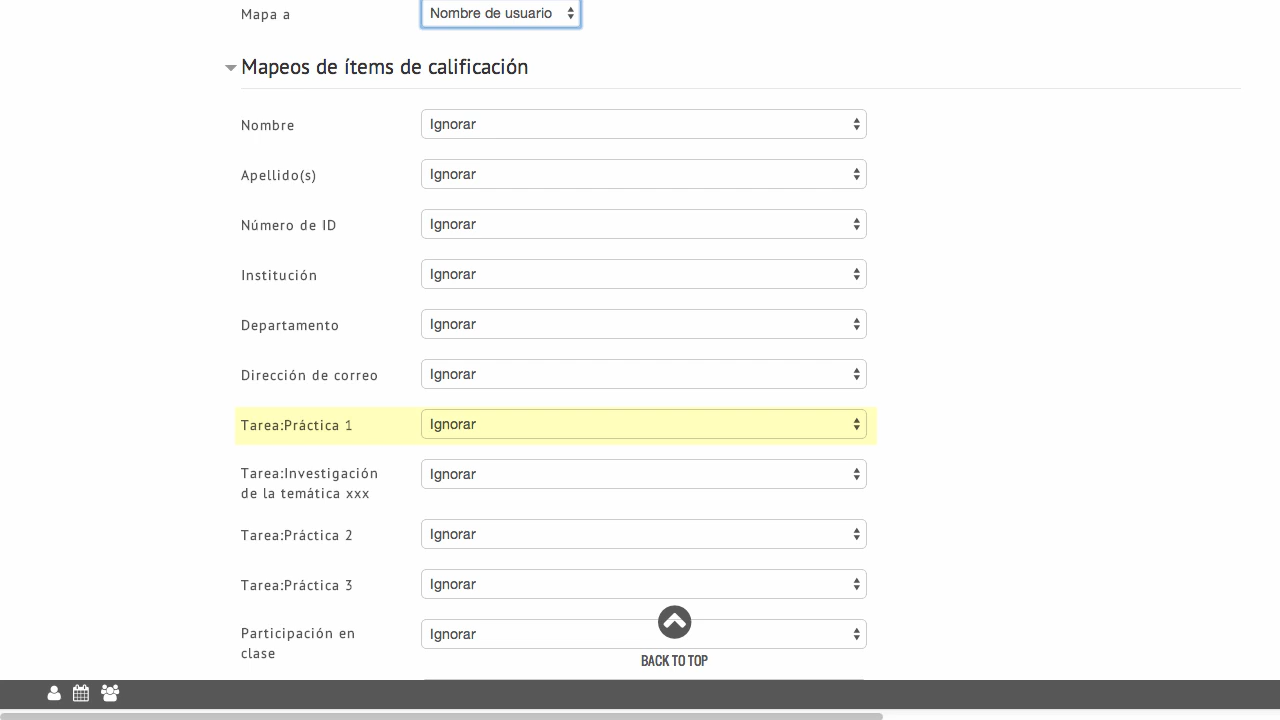 Mapa a
Nombre de usuario
Mapeos de ítems de calificación
Nombre
Ignorar
Apellido(s)
Ignorar
Número de ID
Ignorar
Institución
Ignorar
Departamento
Ignorar
Dirección de correo
Ignorar
Tarea:Práctica 1
Ignorar
Tarea:Investigación
de la temática xxx
Ignorar
Tarea:Práctica 2
Ignorar
Tarea:Práctica 3
Ignorar
Participación en
clase
Ignorar
BACK TO TOP